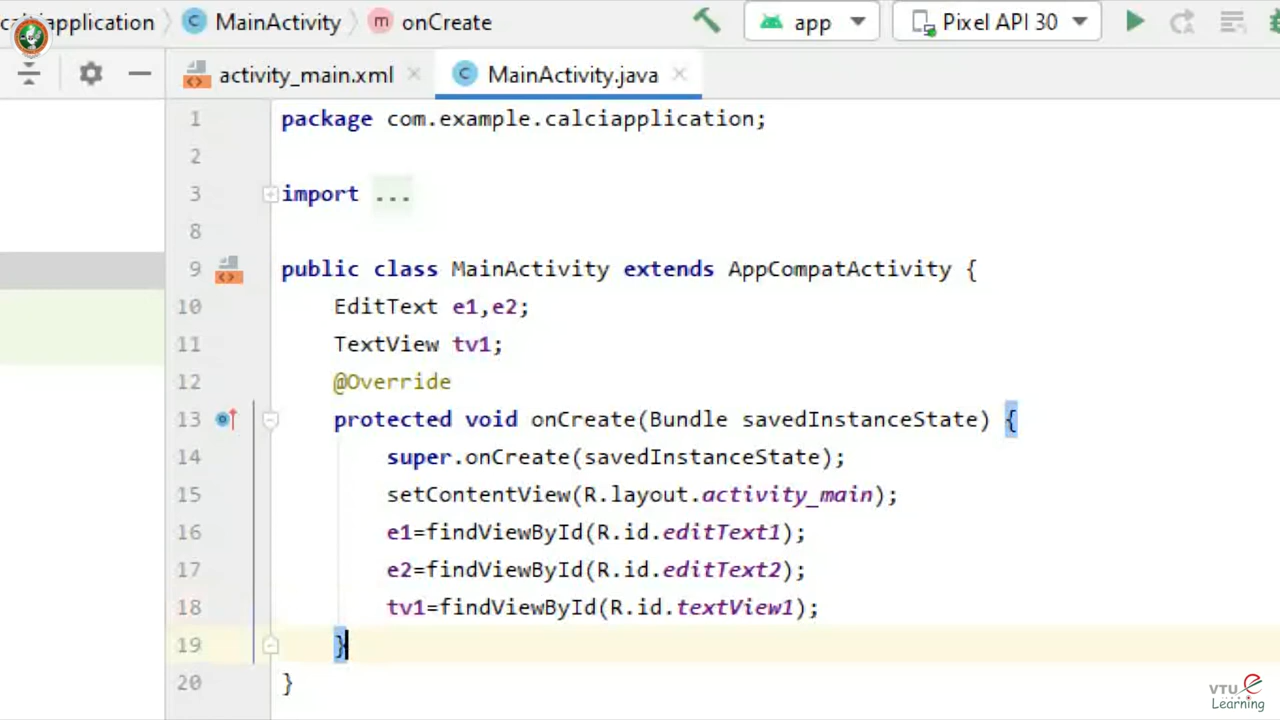 calciapplication MainActivity onCreate app Pixel API 30
activity_main.xml MainActivity.java
1 package com.example.calciapplication;
2
3 import ...
8
9 public class MainActivity extends AppCompatActivity {
10 EditText e1,e2;
11 TextView tv1;
12 @Override
13 protected void onCreate(Bundle savedInstanceState) {
14 super.onCreate(savedInstanceState);
15 setContentView(R.layout.activity_main);
16 e1=findViewById(R.id.editText1);
17 e2=findViewById(R.id.editText2);
18 tv1=findViewById(R.id.textView1);
19 }
20 }
VTU e
Learning